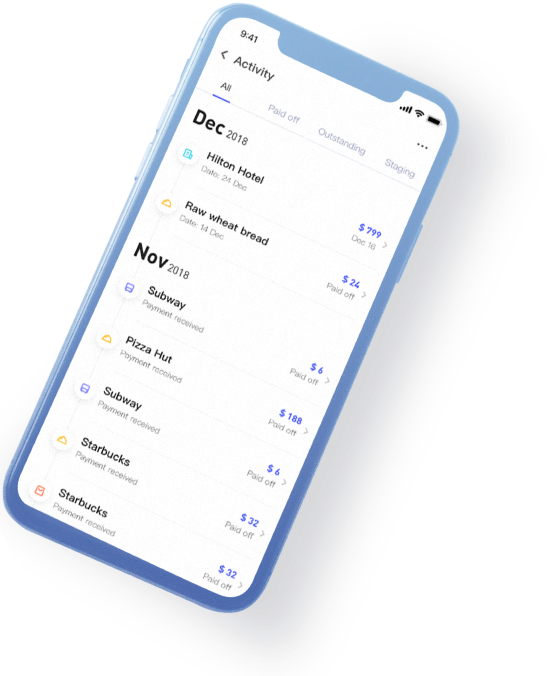 9:41
Activity
All
Paid off
Outstanding
Staging
Dec 2018
Hilton Hotel
Date: 24 Dec
$ 799
Dec 16
Raw wheat bread
Date: 14 Dec
$ 24
Paid off
Nov 2018
Subway
Payment received
$ 6
Paid off
Pizza Hut
Payment received
$ 188
Paid off
Subway
Payment received
$ 6
Paid off
Starbucks
Payment received
$ 32
Paid off
Starbucks
Payment received
$ 32
Paid off